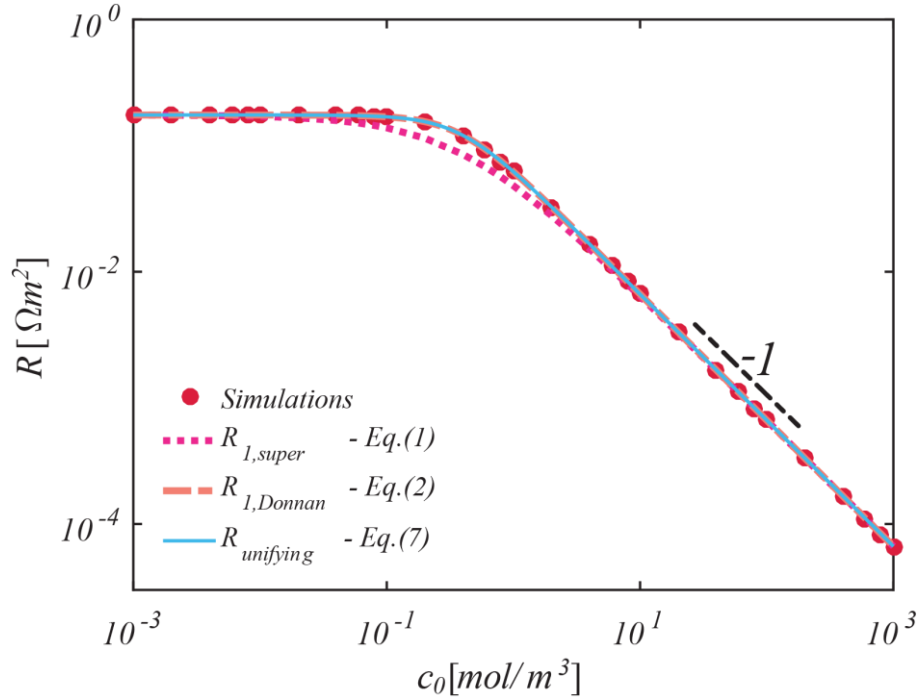 10^0
10^-2
10^-4
R [Ωm^2]
-1
Simulations
R_1,super - Eq.(1)
R_1,Donnan - Eq.(2)
R_unifying - Eq.(7)
10^-3 10^-1 10^1 10^3
c_0[mol/m^3]